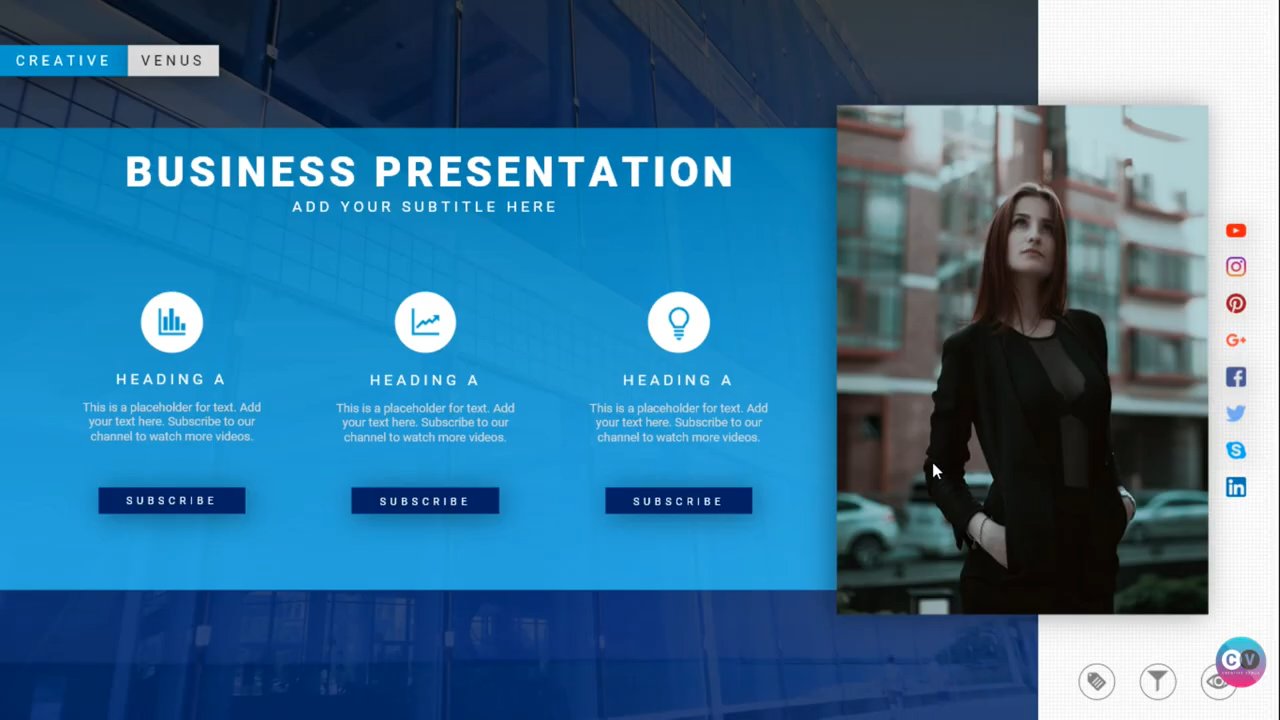 CREATIVE VENUS
BUSINESS PRESENTATION
ADD YOUR SUBTITLE HERE
HEADING A
This is a placeholder for text. Add
your text here. Subscribe to our
channel to watch more videos.
SUBSCRIBE
HEADING A
This is a placeholder for text. Add
your text here. Subscribe to our
channel to watch more videos.
SUBSCRIBE
HEADING A
This is a placeholder for text. Add
your text here. Subscribe to our
channel to watch more videos.
SUBSCRIBE
G+
in
CV
CREATIVE VENUS